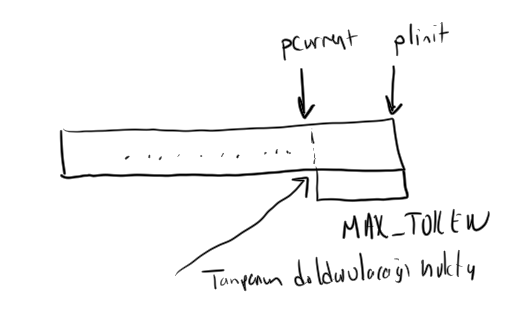 pcurrent plimit
MAX_TOKEN
Tamponun doldurulacağı nokta